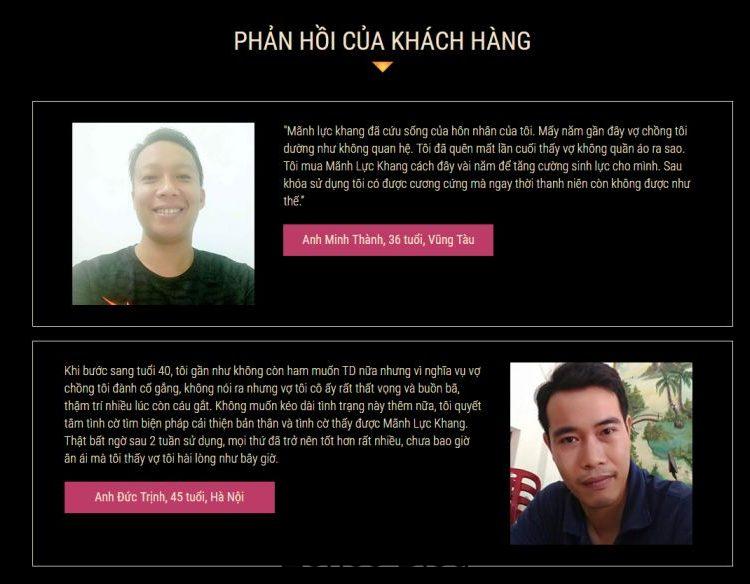 PHẢN HỒI CỦA KHÁCH HÀNG
"Mãnh lực khang đã cứu sống của hôn nhân của tôi. Mấy năm gần đây vợ chồng tôi
dường như không quan hệ. Tôi đã quên mất lần cuối thấy vợ không quần áo ra sao.
Tôi mua Mãnh Lực Khang cách đây vài năm để tăng cường sinh lực cho mình. Sau
khóa sử dụng tôi có được cương cứng mà ngay thời thanh niên còn không được như
thế."
Anh Minh Thành, 36 tuổi, Vũng Tàu
Khi bước sang tuổi 40, tôi gần như không còn ham muốn TD nữa nhưng vì nghĩa vụ vợ
chồng tôi đành cố gắng, không nói ra nhưng vợ tôi cô ấy rất thất vọng và buồn bã,
thậm trí nhiều lúc còn cáu gắt. Không muốn kéo dài tình trạng này thêm nữa, tôi quyết
tâm tình cờ tìm biện pháp cải thiện bản thân và tình cờ thấy được Mãnh Lực Khang.
Thật bất ngờ sau 2 tuần sử dụng, mọi thứ đã trở nên tốt hơn rất nhiều, chưa bao giờ
ân ái mà tôi thấy vợ tôi hài lòng như bây giờ.
Anh Đức Trịnh, 45 tuổi, Hà Nội